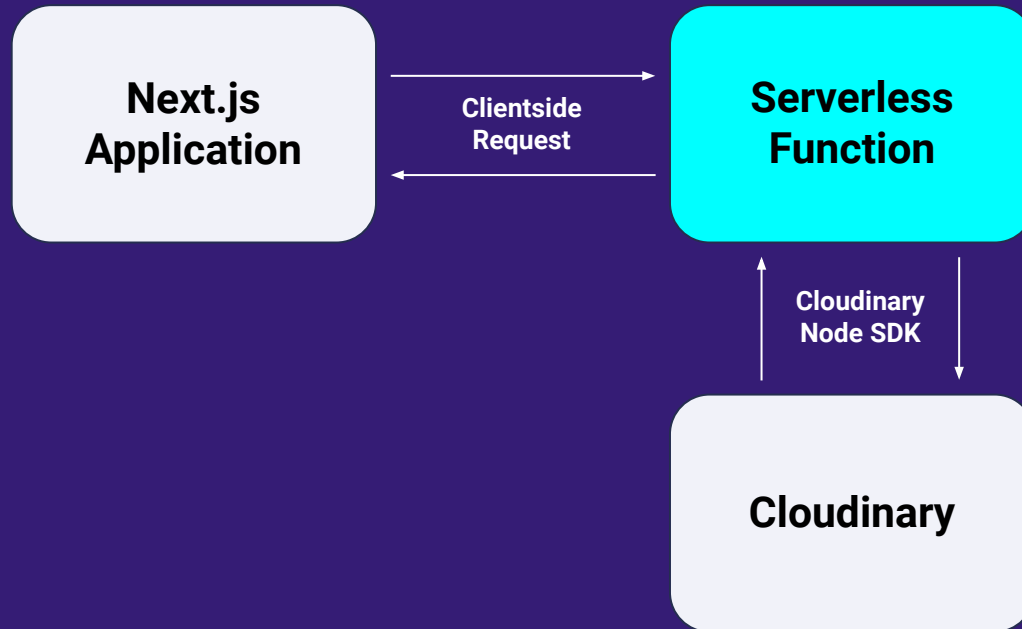 Next.js
Application
Clientside
Request
Serverless
Function
Cloudinary
Node SDK
Cloudinary